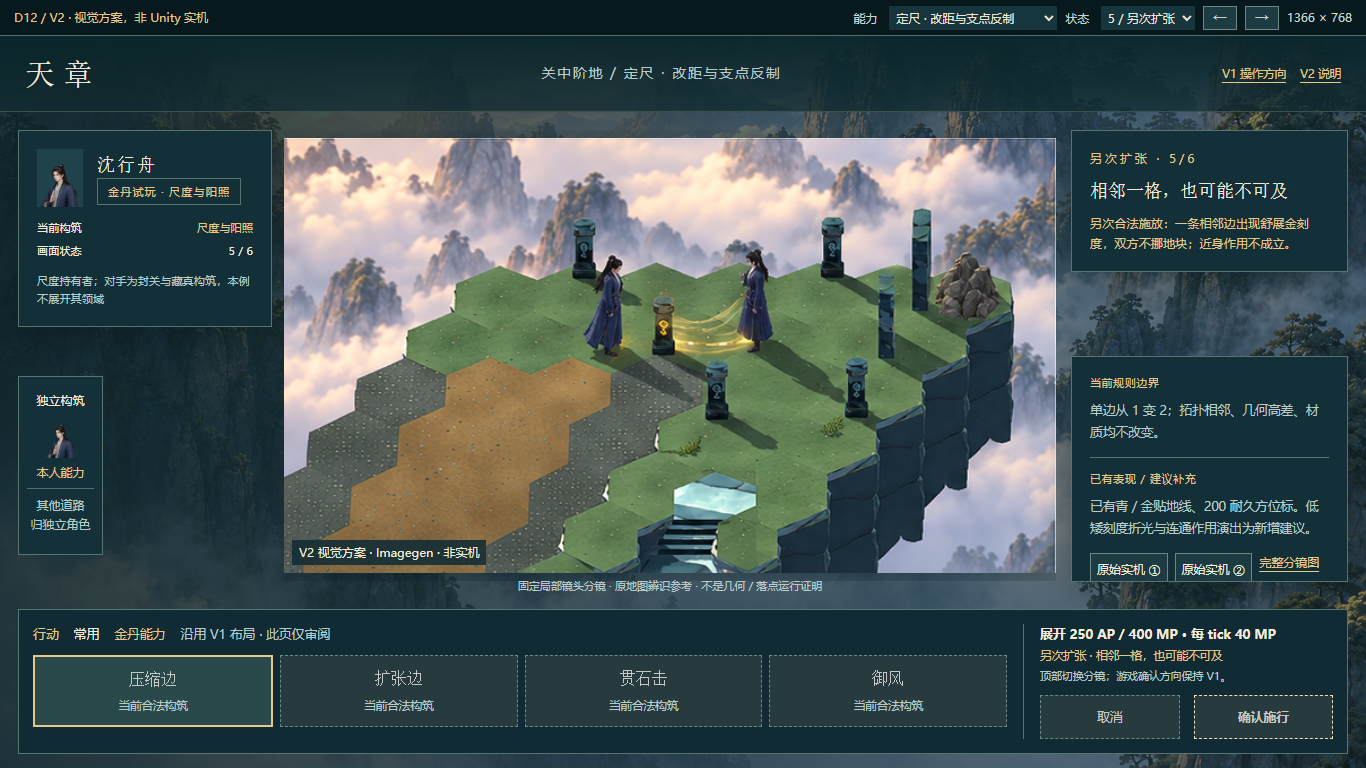 D12 / V2 · 视觉方案，非 Unity 实机
能力
定尺 · 改距与支点反制
状态
5 / 另次扩张
←
→
1366 × 768
天章
关中阶地 / 定尺 · 改距与支点反制
V1 操作方向
V2 说明
沈行舟
金丹试玩 · 尺度与阳照
当前构筑
尺度与阳照
画面状态
5 / 6
尺度持有者；对手为封关与藏真构筑，本例
不展开其领域
独立构筑
本人能力
其他道路
归独立角色
V2 视觉方案 · Imagegen · 非实机
固定局部镜头分镜 · 原地图辨识参考 · 不是几何 / 落点运行证明
另次扩张 · 5/6
相邻一格，也可能不可及
另次合法施放：一条相邻边出现舒展金刻
度，双方不挪地块；近身作用不成立。
当前规则边界
单边从 1 变 2；拓扑相邻、几何高差、材
质均不改变。
已有表现 / 建议补充
已有青 / 金贴地线、200 耐久方位标。低
矮刻度折光与连通作用演出为新增建议。
原始实机 ①
原始实机 ②
完整分镜图
行动
常用
金丹能力
沿用 V1 布局 · 此页仅审阅
压缩边
当前合法构筑
扩张边
当前合法构筑
贯石击
当前合法构筑
御风
当前合法构筑
展开 250 AP / 400 MP • 每 tick 40 MP
另次扩张 · 相邻一格，也可能不可及
顶部切换分镜；游戏确认方向保持 V1。
取消
确认施行